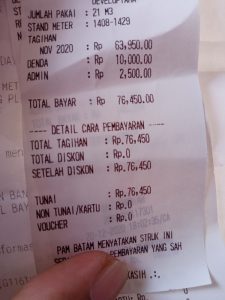 JUMLAH PAKAI : 21 M3
STAND METER : 1408-1429
TAGIHAN
NOV 2020 : Rp 63,950.00
DENDA : Rp 10,000.00
ADMIN : Rp 2,500.00
TOTAL BAYAR : Rp 76,450.00
---- DETAIL CARA PEMBAYARAN ----
TOTAL TAGIHAN : Rp.76,450
TOTAL DISKON : Rp.0
SETELAH DISKON : Rp.76,450
TUNAI : Rp.76,450
NON TUNAI/KARTU : Rp.0
VOUCHER : Rp.0
PAM BATAM MENYATAKAN STRUK INI
PEMBAYARAN YANG SAH
KASIH .:.